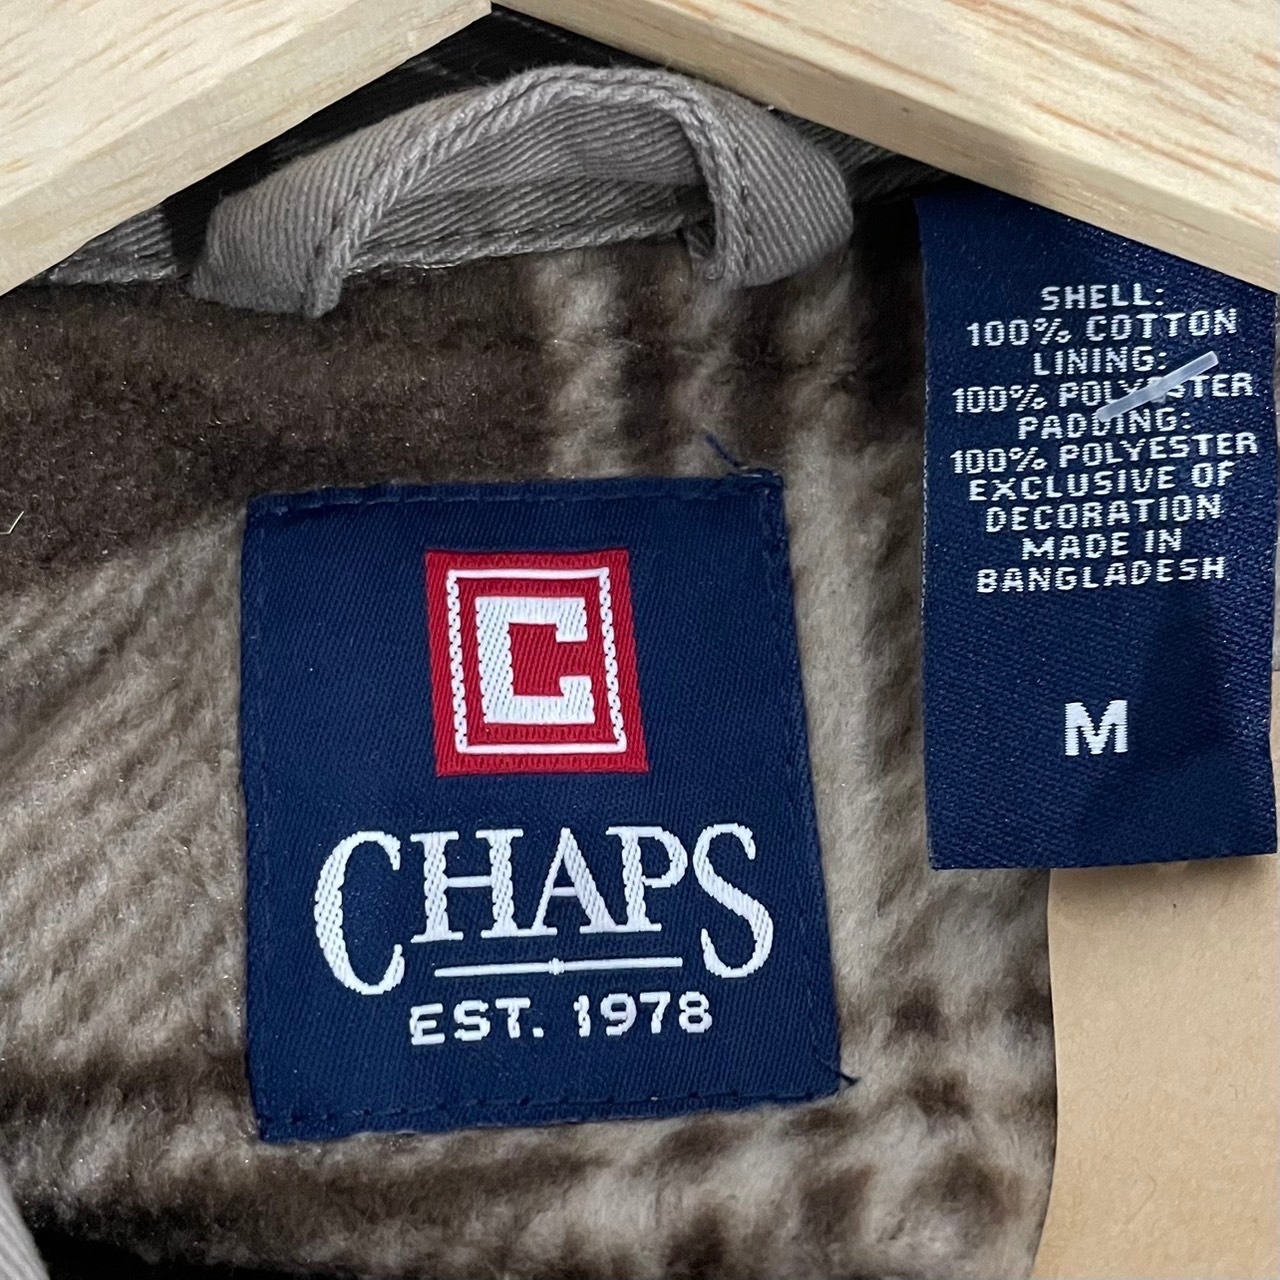 SHELL:
100% COTTON
LINING:
100% POLYESTER
PADDING:
100% POLYESTER
EXCLUSIVE OF
DECORATION
MADE IN
BANGLADESH
M
C
CHAPS
EST. 1978